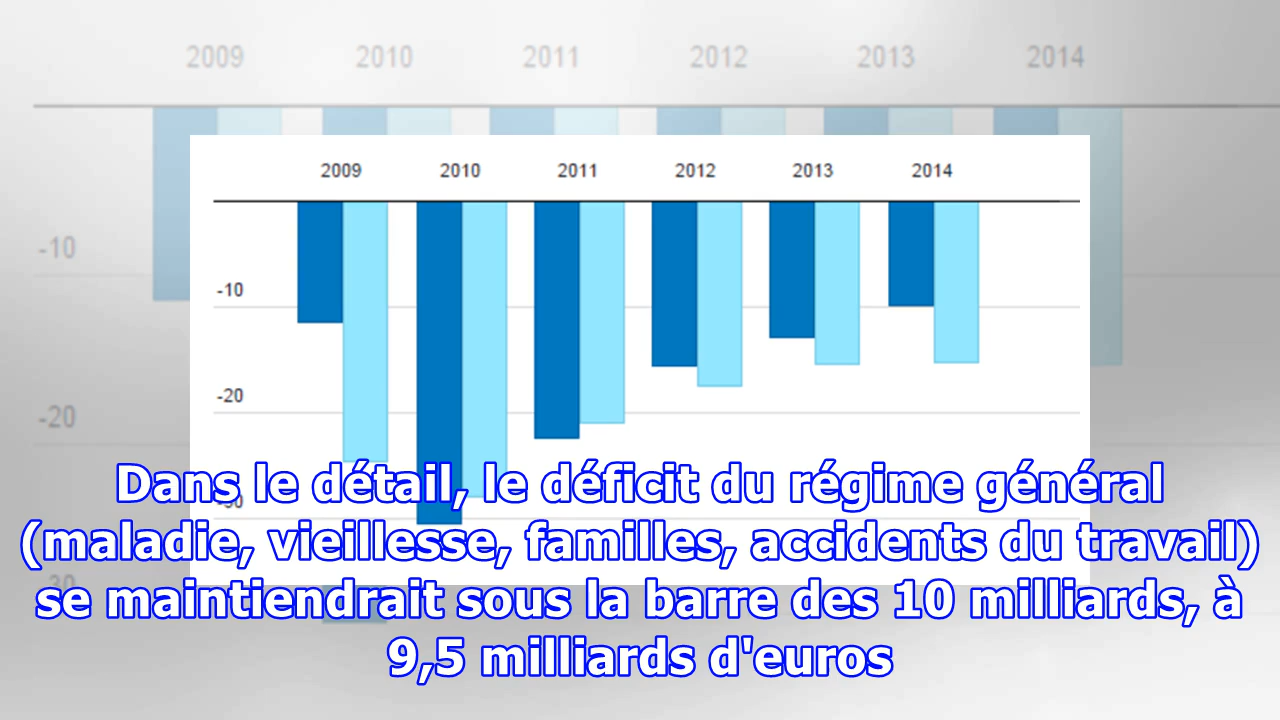 2009 2010 2011 2012 2013 2014
2009 2010 2011 2012 2013 2014
-10
-10
-20
-20
Dans le détail, le déficit du régime général
(maladie, vieillesse, familles, accidents du travail)
se maintiendrait sous la barre des 10 milliards, à
9,5 milliards d'euros